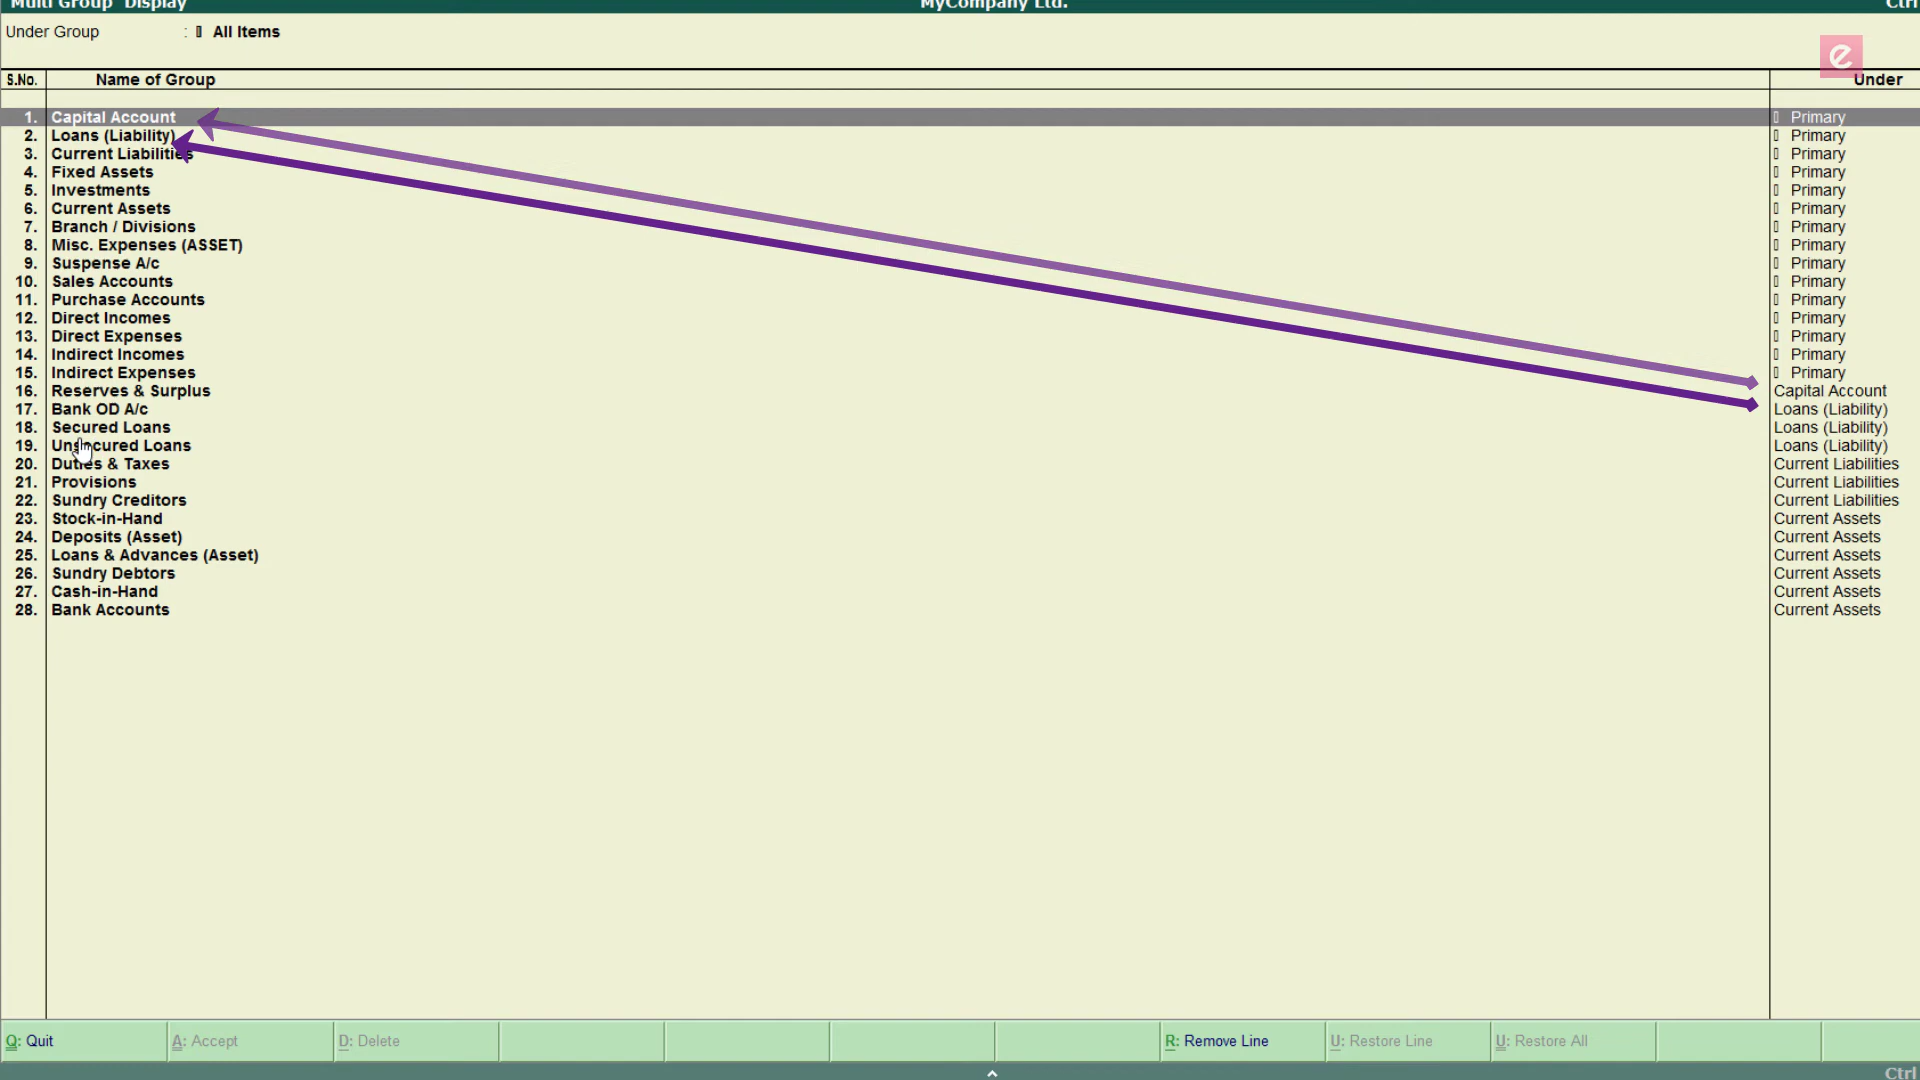 Multi Group Display MyCompany Ltd. Ctrl
Under Group : All Items
e
S.No. Name of Group Under
1. Capital Account Primary
2. Loans (Liability) Primary
3. Current Liabilities Primary
4. Fixed Assets Primary
5. Investments Primary
6. Current Assets Primary
7. Branch / Divisions Primary
8. Misc. Expenses (ASSET) Primary
9. Suspense A/c Primary
10. Sales Accounts Primary
11. Purchase Accounts Primary
12. Direct Incomes Primary
13. Direct Expenses Primary
14. Indirect Incomes Primary
15. Indirect Expenses Primary
16. Reserves & Surplus Capital Account
17. Bank OD A/c Loans (Liability)
18. Secured Loans Loans (Liability)
19. Unsecured Loans Loans (Liability)
20. Duties & Taxes Current Liabilities
21. Provisions Current Liabilities
22. Sundry Creditors Current Liabilities
23. Stock-in-Hand Current Assets
24. Deposits (Asset) Current Assets
25. Loans & Advances (Asset) Current Assets
26. Sundry Debtors Current Assets
27. Cash-in-Hand Current Assets
28. Bank Accounts Current Assets
Q: Quit A: Accept D: Delete R: Remove Line U: Restore Line U: Restore All
Ctrl